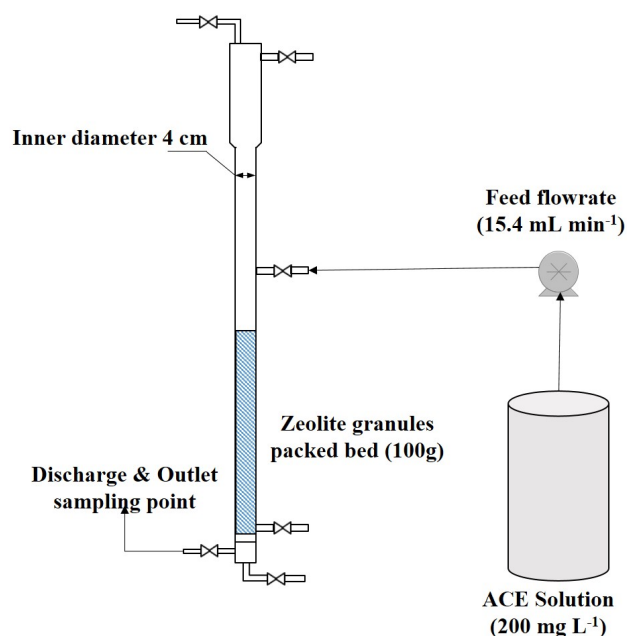 Inner diameter 4 cm
Feed flowrate
(15.4 mL min⁻¹)
Zeolite granules
packed bed (100g)
Discharge & Outlet
sampling point
ACE Solution
(200 mg L⁻¹)